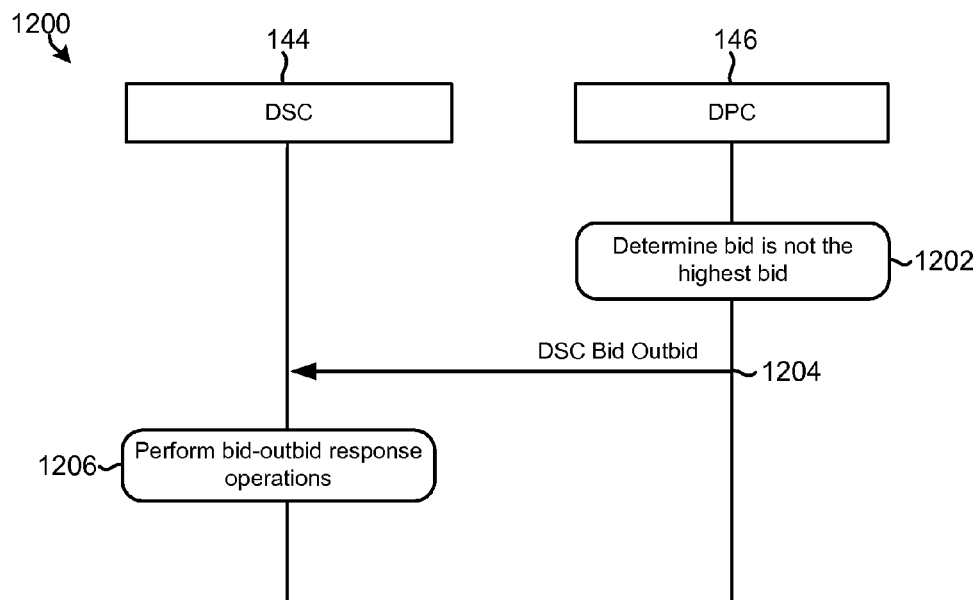 1200
144
146
DSC
DPC
Determine bid is not the
highest bid
1202
DSC Bid Outbid
1204
Perform bid-outbid response
operations
1206